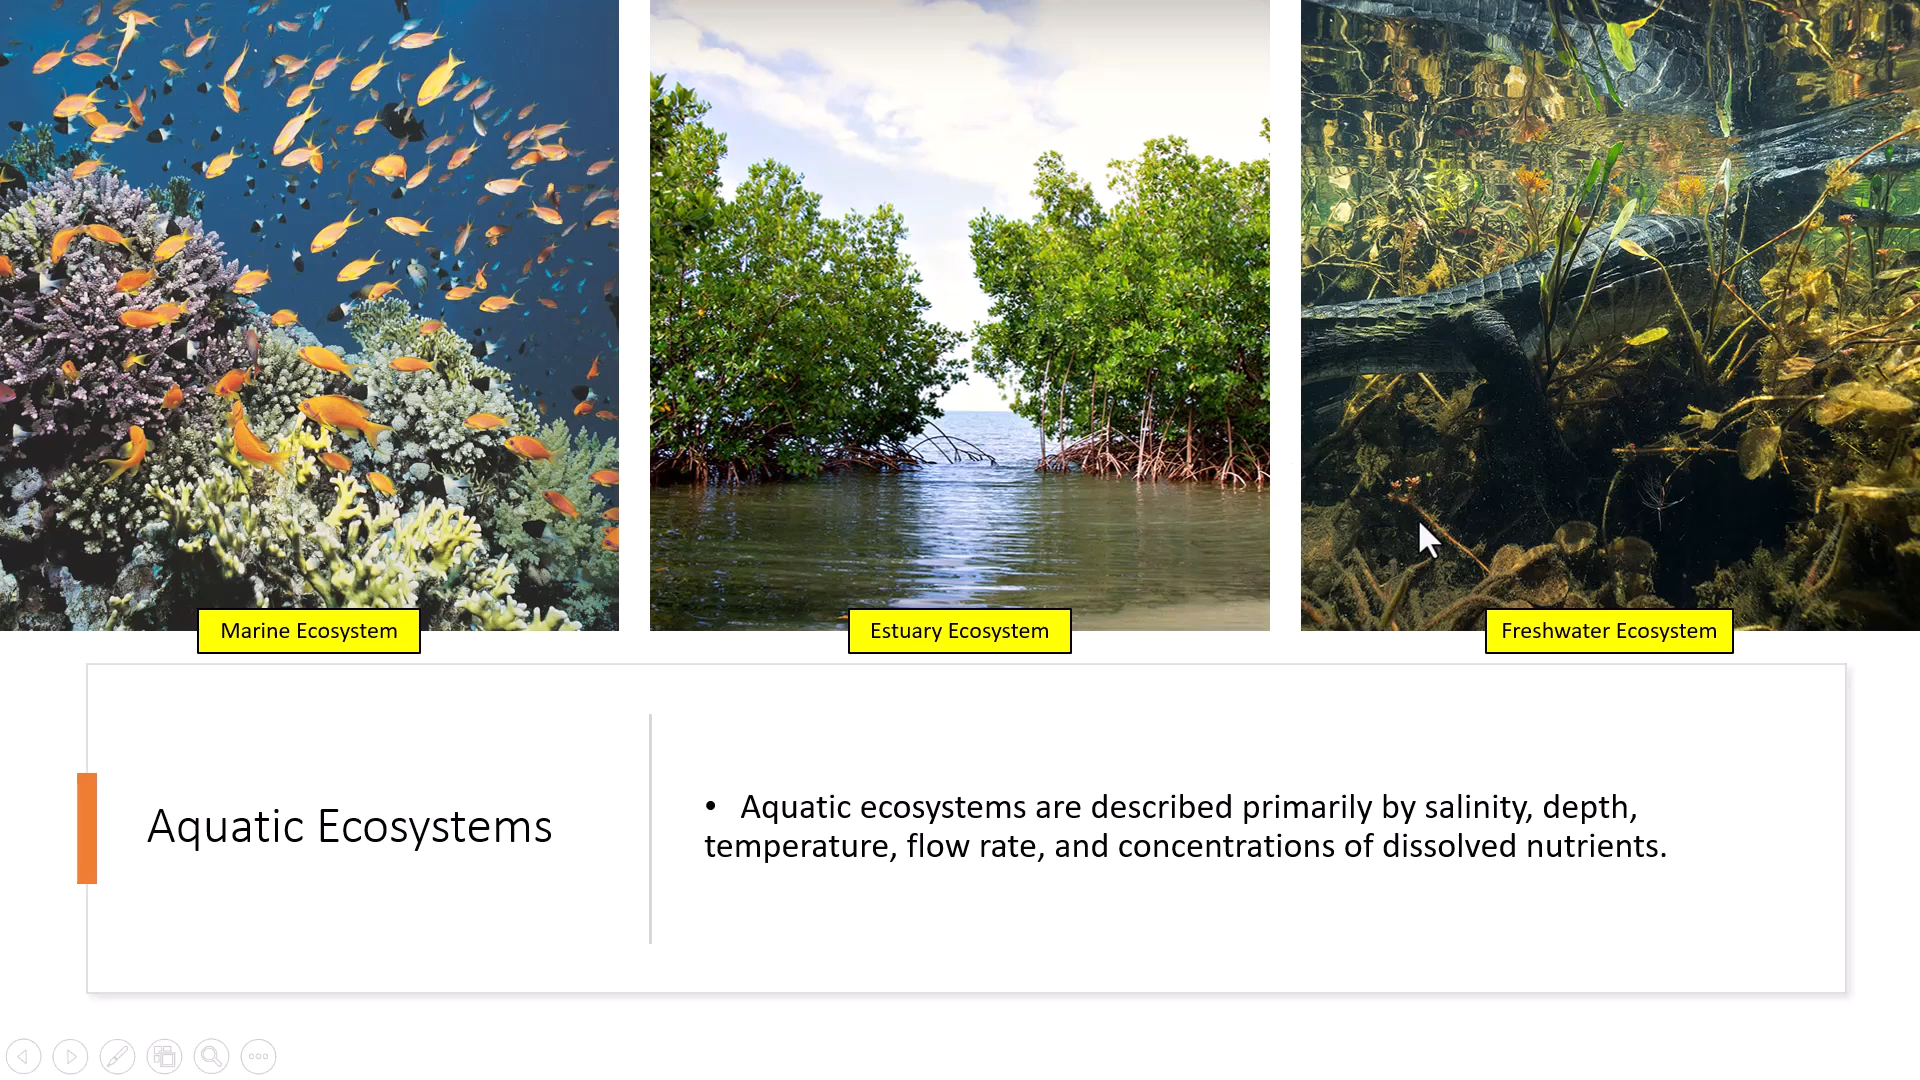 Marine Ecosystem
Estuary Ecosystem
Freshwater Ecosystem
Aquatic Ecosystems
• Aquatic ecosystems are described primarily by salinity, depth,
temperature, flow rate, and concentrations of dissolved nutrients.